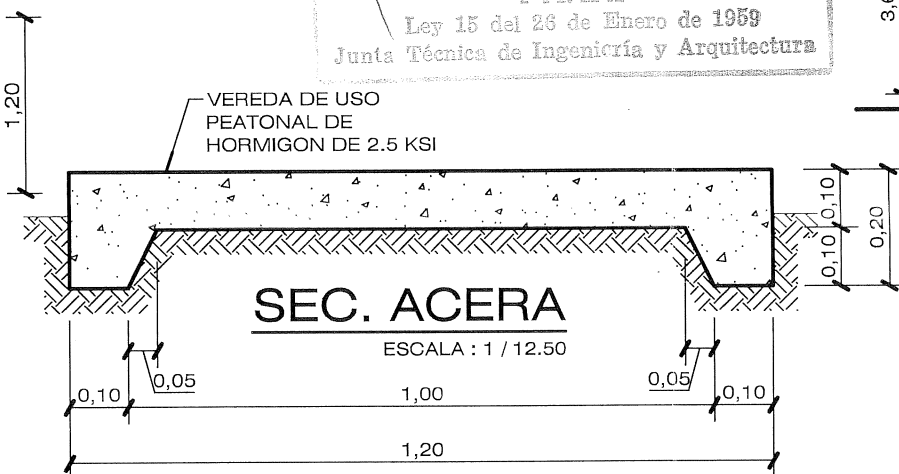 Ley 15 del 26 de Enero de 1959
Junta Técnica de Ingeniería y Arquitectura
3,6
1,20
VEREDA DE USO
PEATONAL DE
HORMIGON DE 2.5 KSI
0,10
0,20
0,10
SEC. ACERA
ESCALA : 1 / 12.50
0,05
0,05
0,10
1,00
0,10
1,20